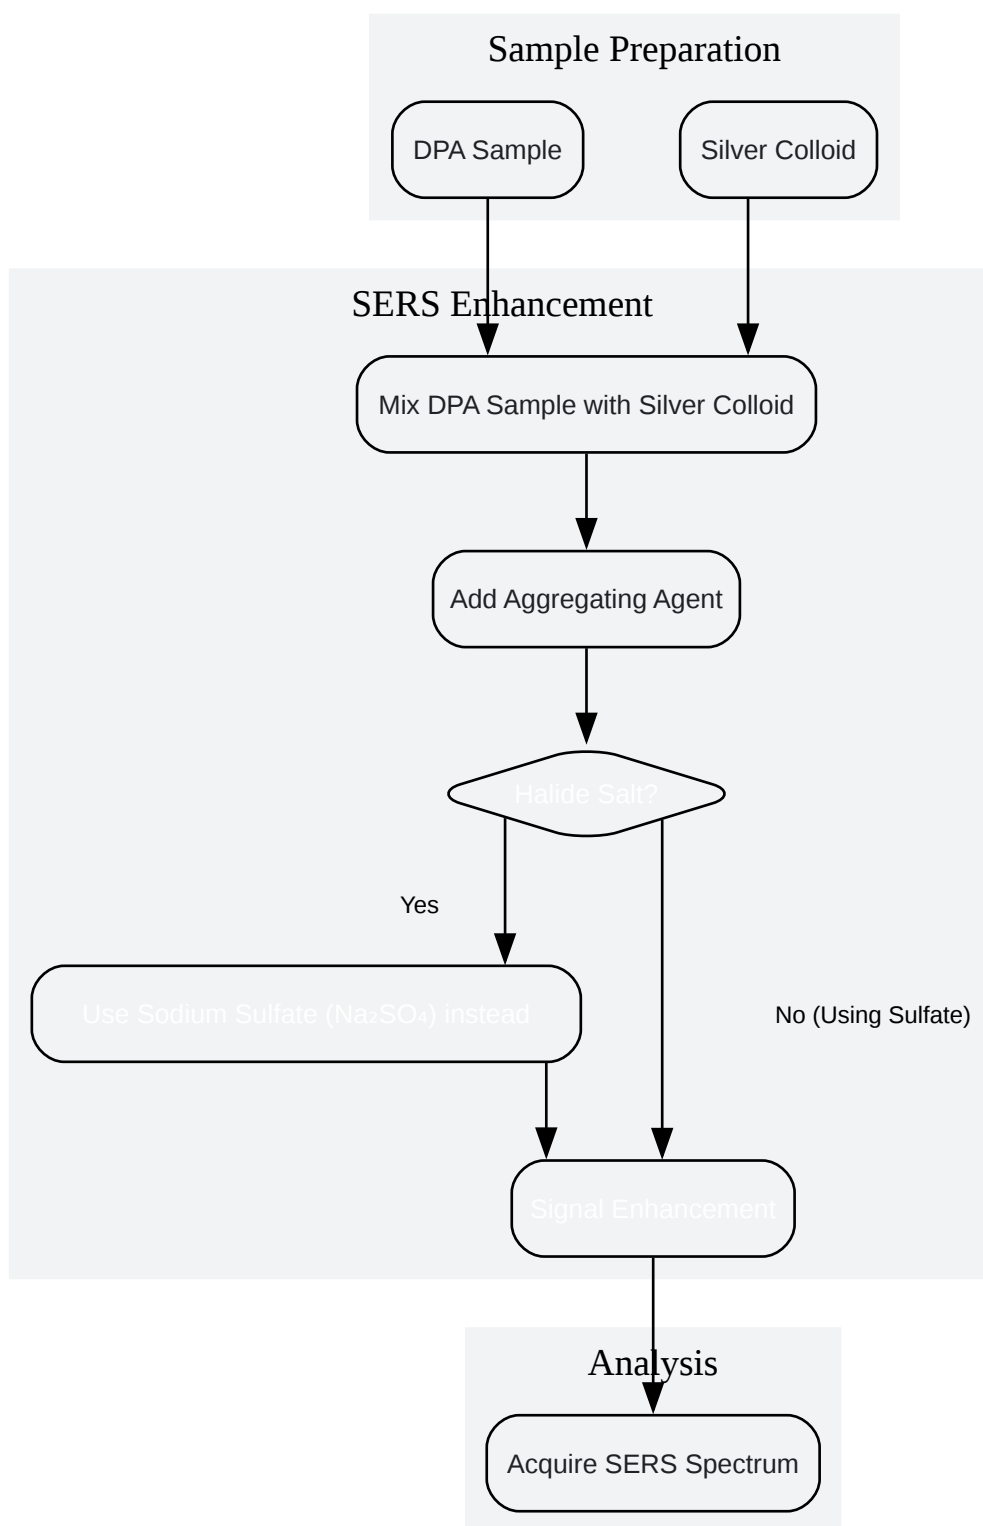 Sample Preparation
DPA Sample
Silver Colloid
SERS Enhancement
Mix DPA Sample with Silver Colloid
Add Aggregating Agent
Halide Salt?
Yes
Use Sodium Sulfate (Na₂SO₄) instead
No (Using Sulfate)
Signal Enhancement
Analysis
Acquire SERS Spectrum